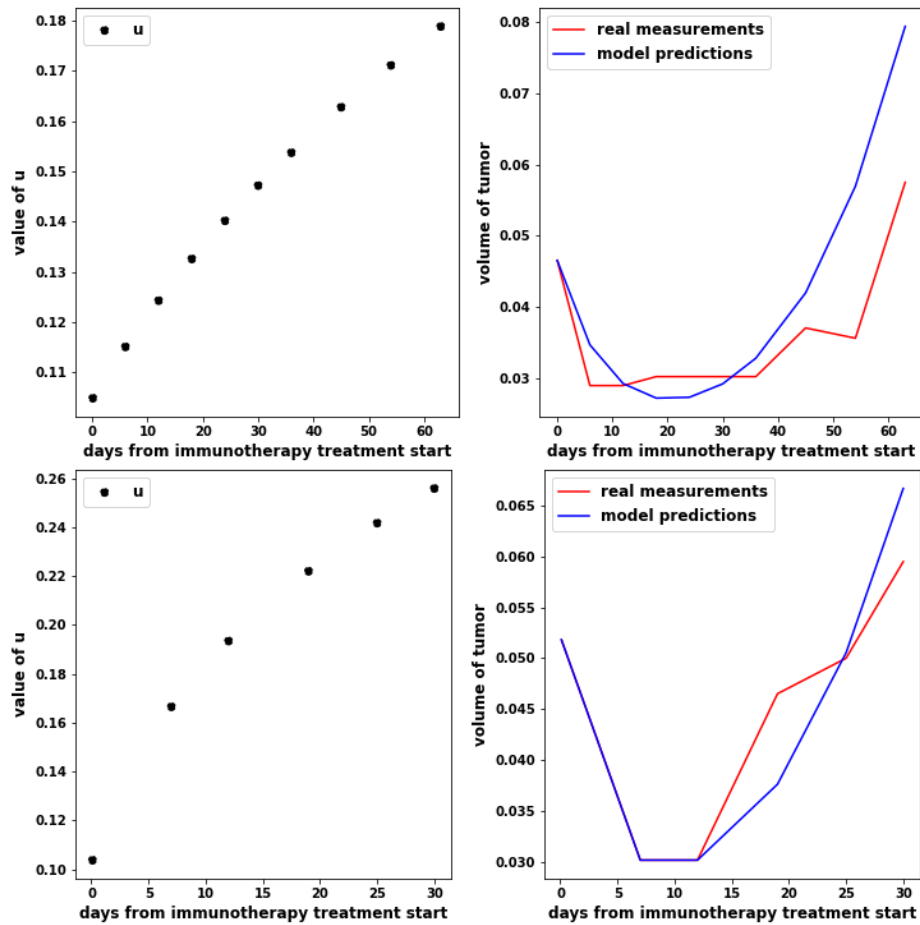 0.18
0.17
0.16
0.15
0.14
0.13
0.12
0.11
value of u
u
0 10 20 30 40 50 60
days from immunotherapy treatment start
0.08
0.07
0.06
0.05
0.04
0.03
volume of tumor
real measurements
model predictions
0 10 20 30 40 50 60
days from immunotherapy treatment start
0.26
0.24
0.22
0.20
0.18
0.16
0.14
0.12
0.10
value of u
u
0 5 10 15 20 25 30
days from immunotherapy treatment start
0.065
0.060
0.055
0.050
0.045
0.040
0.035
0.030
volume of tumor
real measurements
model predictions
0 5 10 15 20 25 30
days from immunotherapy treatment start